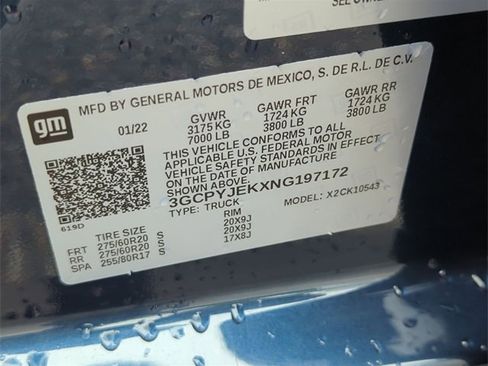 SEE OWNER
MFD BY GENERAL MOTORS DE MEXICO, S. DE R.L. DE C.V.
gm
01/22
GVWR GAWR FRT GAWR RR
3175 KG 1724 KG 1724 KG
7000 LB 3800 LB 3800 LB
THIS VEHICLE CONFORMS TO ALL
APPLICABLE U.S. FEDERAL MOTOR
VEHICLE SAFETY STANDARDS IN EFFECT
ON THE DATE OF MANUFACTURE
3GCPYJEKXNG197172
619D
TYPE: TRUCK MODEL: X2CK10543
TIRE SIZE RIM
FRT 275/60R20 S 20X9J
RR 275/60R20 S 20X9J
SPA 255/80R17 S 17X8J